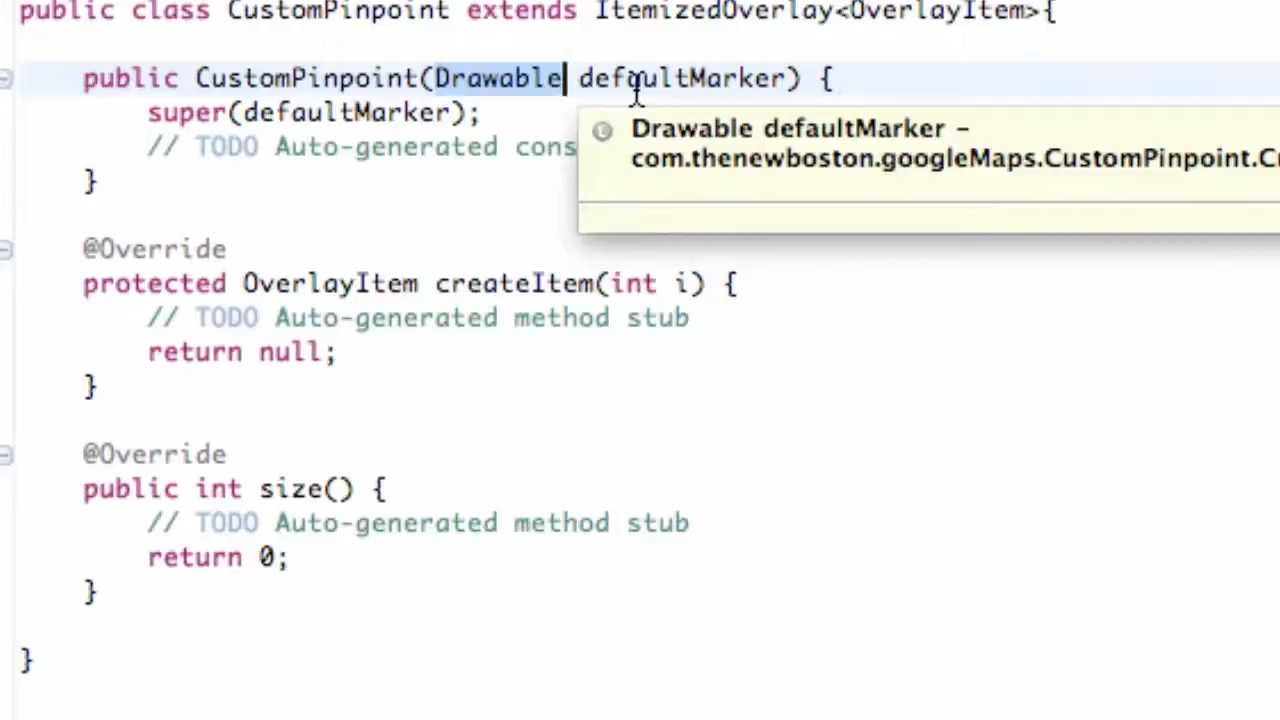 public class CustomPinpoint extends ItemizedOverlay<OverlayItem>{
public CustomPinpoint(Drawable defaultMarker) {
super(defaultMarker);
// TODO Auto-generated cons
}
Drawable defaultMarker –
com.thenewboston.googleMaps.CustomPinpoint.Cu
@Override
protected OverlayItem createItem(int i) {
// TODO Auto-generated method stub
return null;
}
@Override
public int size() {
// TODO Auto-generated method stub
return 0;
}
}